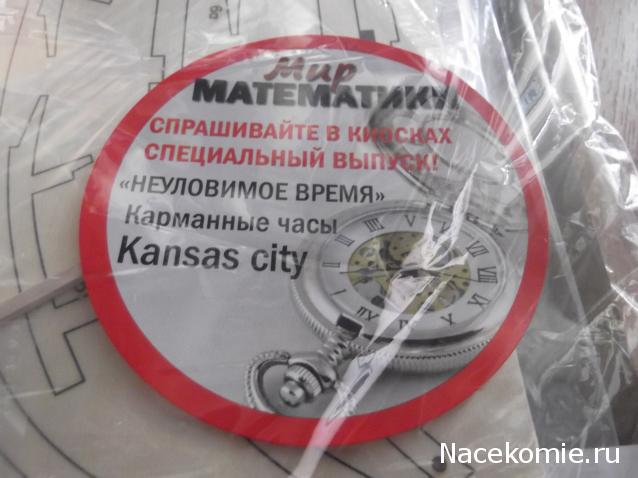 Мир
МАТЕМАТИКИ
СПРАШИВАЙТЕ В КИОСКАХ
СПЕЦИАЛЬНЫЙ ВЫПУСК!
«НЕУЛОВИМОЕ ВРЕМЯ»
Карманные часы
Kansas city
Nacekomie.ru